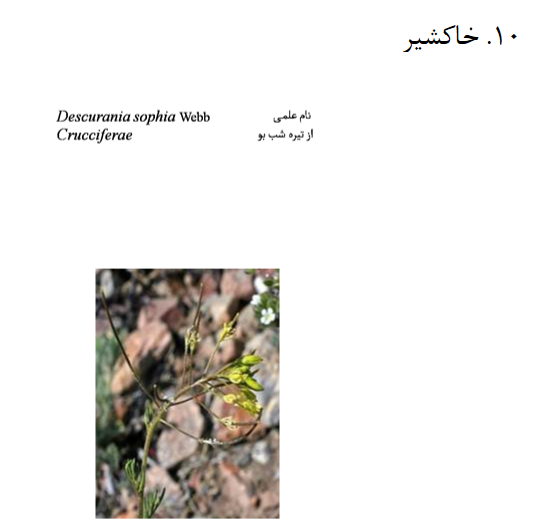 ۱۰. خاکشیر
نام علمی Descurania sophia Webb
از تیره شب بو Crucciferae